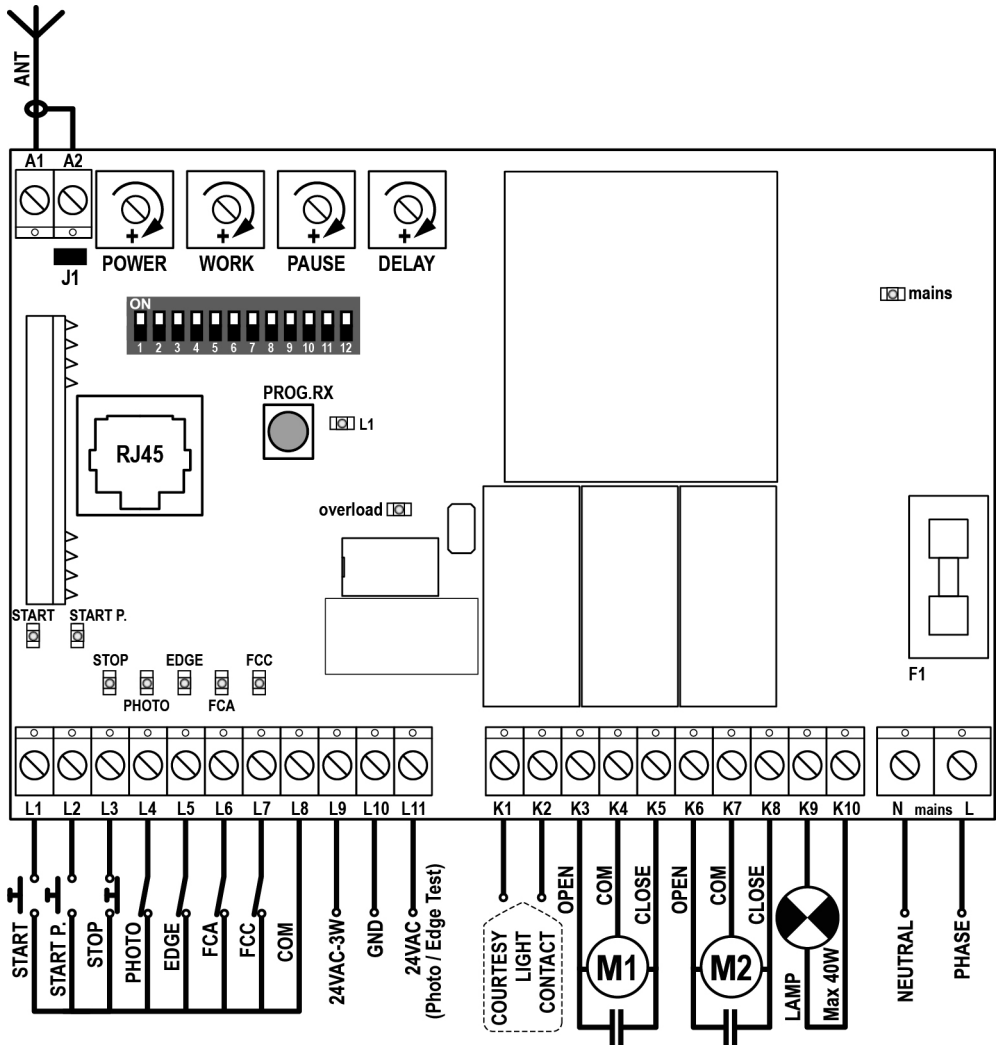 ANT
A1 A2
J1
POWER WORK PAUSE DELAY
+ + + +
ON
1 2 3 4 5 6 7 8 9 10 11 12
mains
PROG.RX
L1
RJ45
overload
START START P.
STOP EDGE FCC
PHOTO FCA
F1
L1 L2 L3 L4 L5 L6 L7 L8 L9 L10 L11
K1 K2 K3 K4 K5 K6 K7 K8 K9 K10
N mains L
START
START P.
STOP
PHOTO
EDGE
FCA
FCC
COM
24VAC-3W
GND
24VAC
(Photo / Edge Test)
COURTESY
LIGHT
CONTACT
OPEN
COM
CLOSE
M1
OPEN
COM
CLOSE
M2
LAMP
Max 40W
NEUTRAL
PHASE